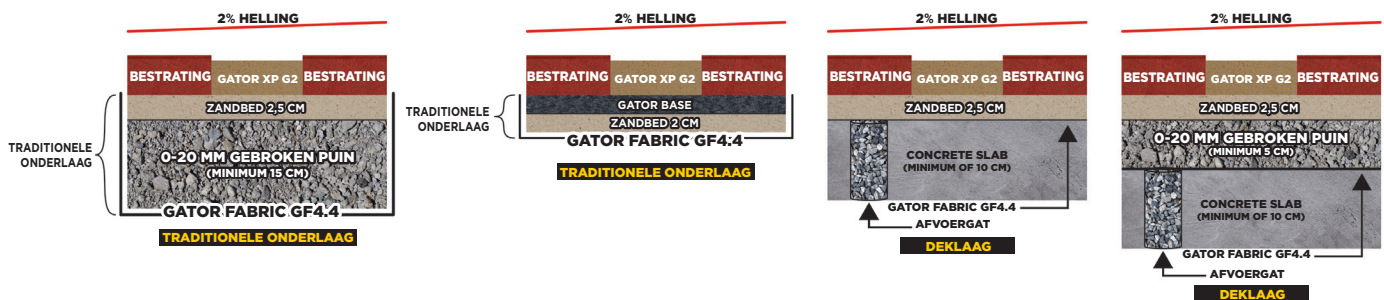 2% HELLING
BESTRATING
GATOR XP G2
BESTRATING
ZANDBED 2,5 CM
TRADITIONELE
ONDERLAAG
0-20 MM GEBROKEN PUIN
(MINIMUM 15 CM)
GATOR FABRIC GF4.4
TRADITIONELE ONDERLAAG
2% HELLING
BESTRATING
GATOR XP G2
BESTRATING
TRADITIONELE
ONDERLAAG
GATOR BASE
ZANDBED 2 CM
GATOR FABRIC GF4.4
TRADITIONELE ONDERLAAG
2% HELLING
BESTRATING
GATOR XP G2
BESTRATING
ZANDBED 2,5 CM
CONCRETE SLAB
(MINIMUM OF 10 CM)
GATOR FABRIC GF4.4
AFVOERGAT
DEKLAAG
2% HELLING
BESTRATING
GATOR XP G2
BESTRATING
ZANDBED 2,5 CM
0-20 MM GEBROKEN PUIN
(MINIMUM 5 CM)
CONCRETE SLAB
(MINIMUM OF 10 CM)
GATOR FABRIC GF4.4
AFVOERGAT
DEKLAAG